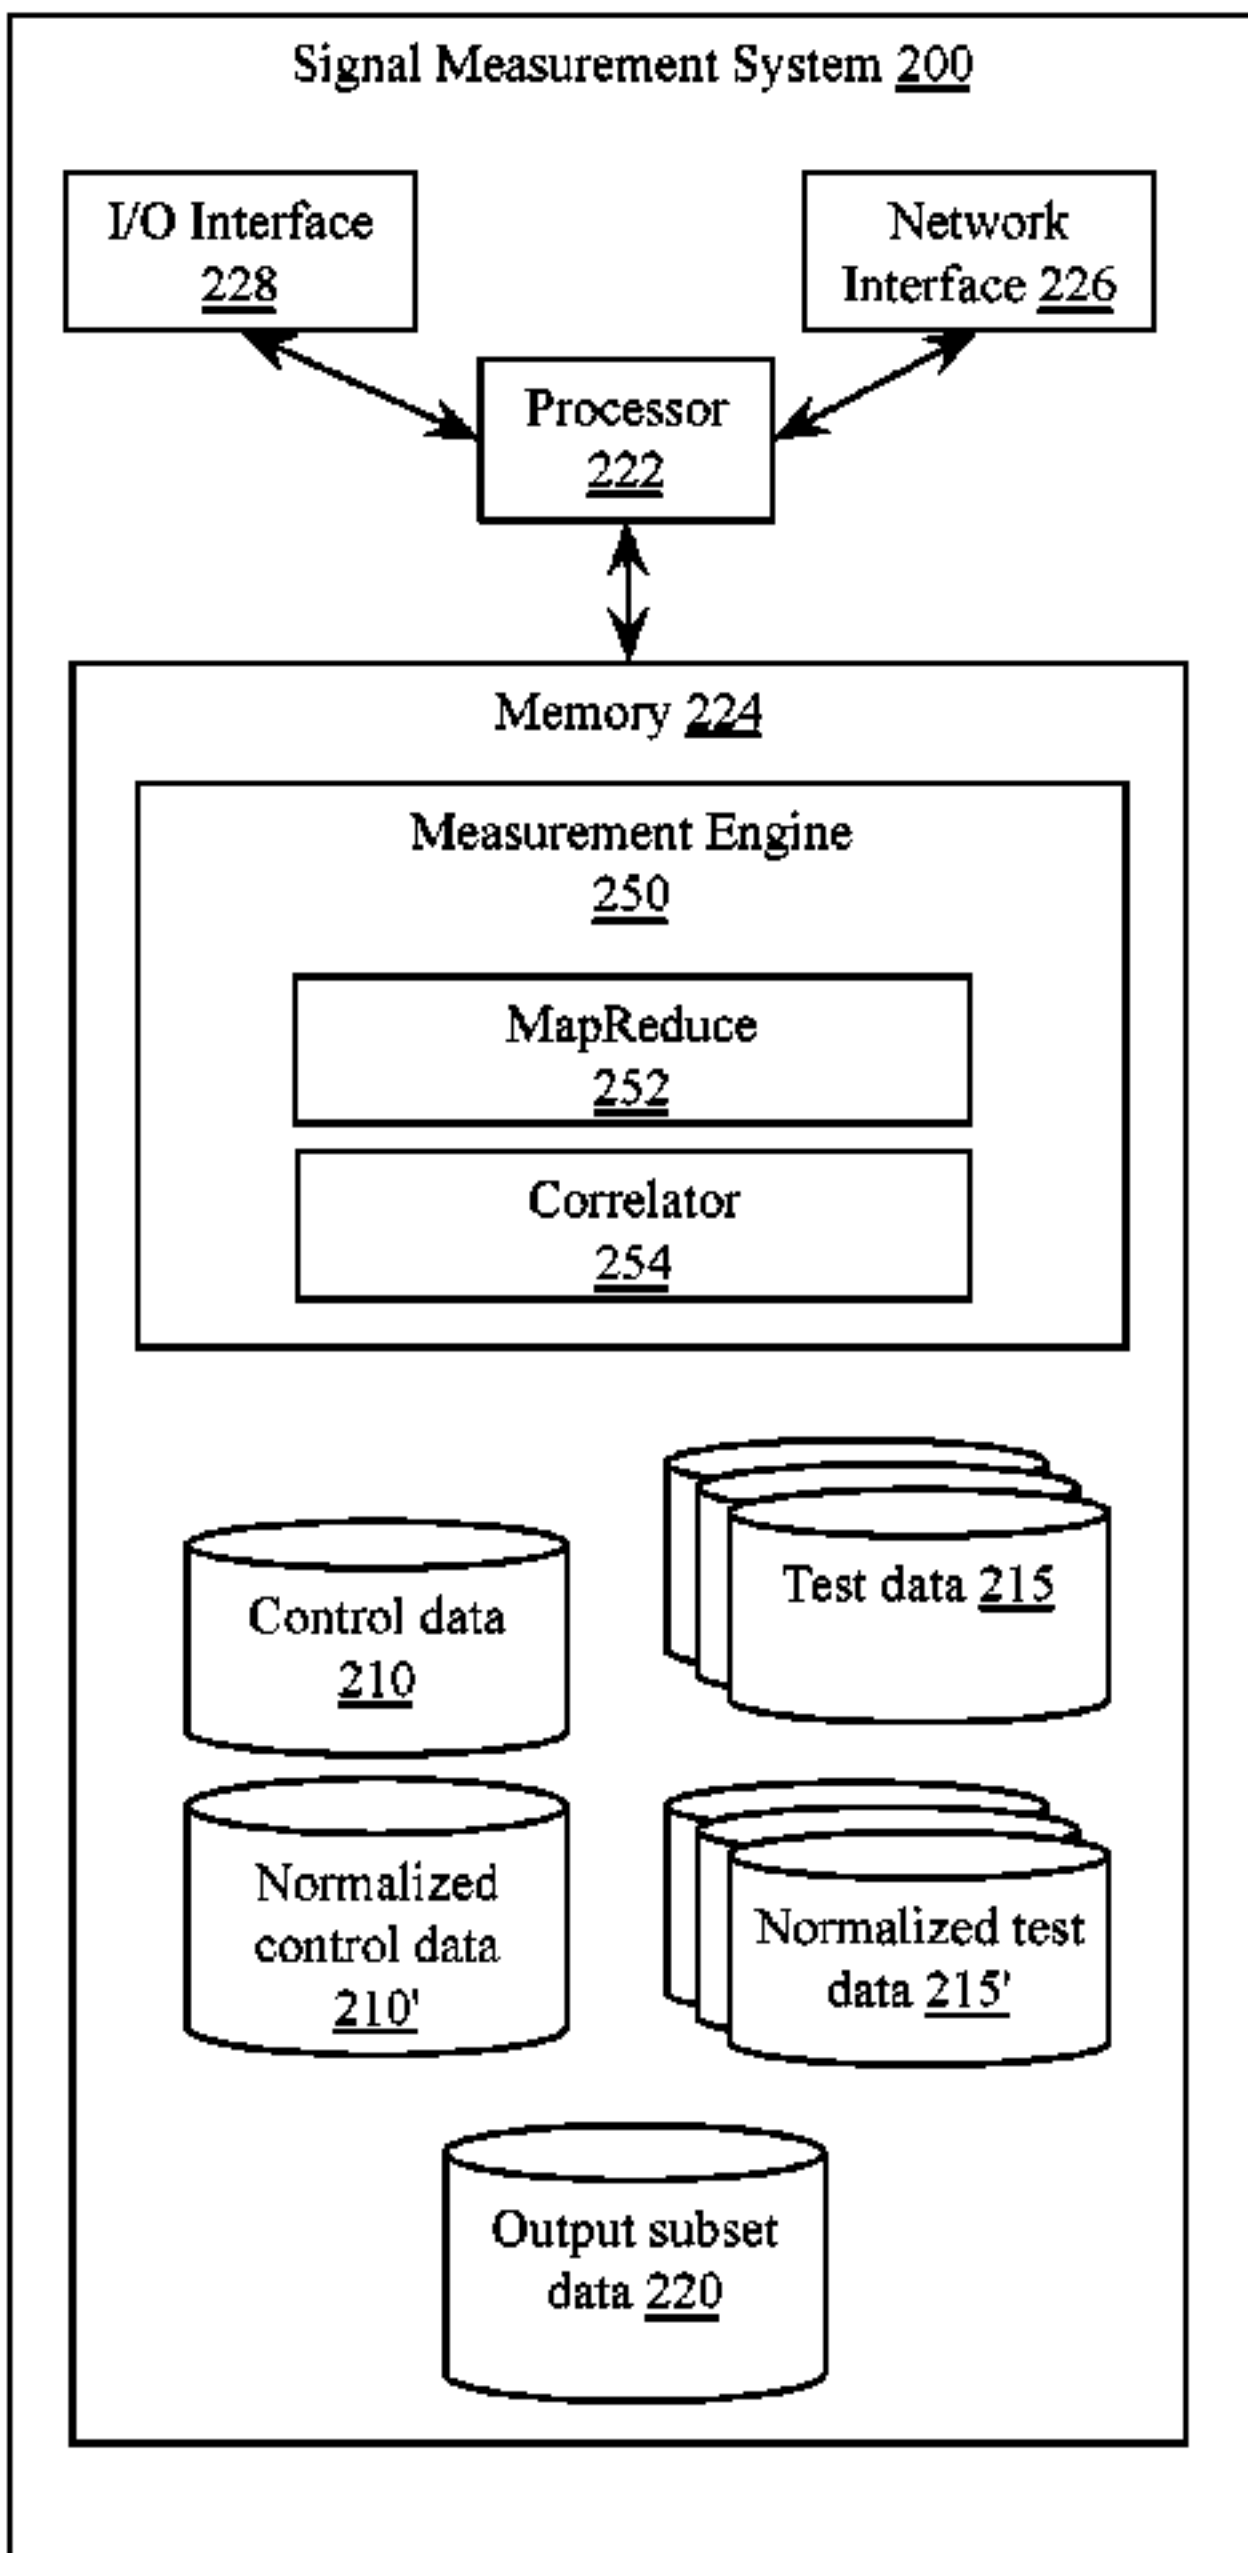 Signal Measurement System 200
I/O Interface
228
Network
Interface 226
Processor
222
Memory 224
Measurement Engine
250
MapReduce
252
Correlator
254
Test data 215
Control data
210
Normalized
control data
210'
Normalized test
data 215'
Output subset
data 220